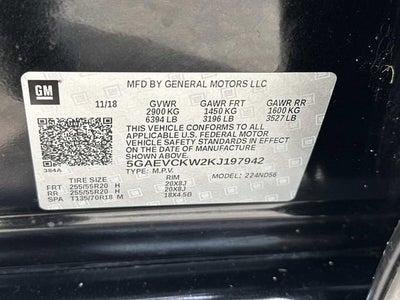 GM
MFD BY GENERAL MOTORS LLC
11/18 GVWR GAWR FRT GAWR RR
2900 KG 1450 KG 1600 KG
6394 LB 3196 LB 3527 LB
THIS VEHICLE CONFORMS TO ALL
APPLICABLE U.S. FEDERAL MOTOR
VEHICLE SAFETY STANDARDS IN EFFECT
ON THE DATE OF MANUFACTURE
SHOWN ABOVE.
5GAEVCKW2KJ197942
384A TYPE: M.P.V. MODEL: 224ND56
TIRE SIZE RIM
FRT 255/55R20 H 20X8J
RR 255/55R20 H 20X8J
SPA T135/70R18 M 18X4.5B